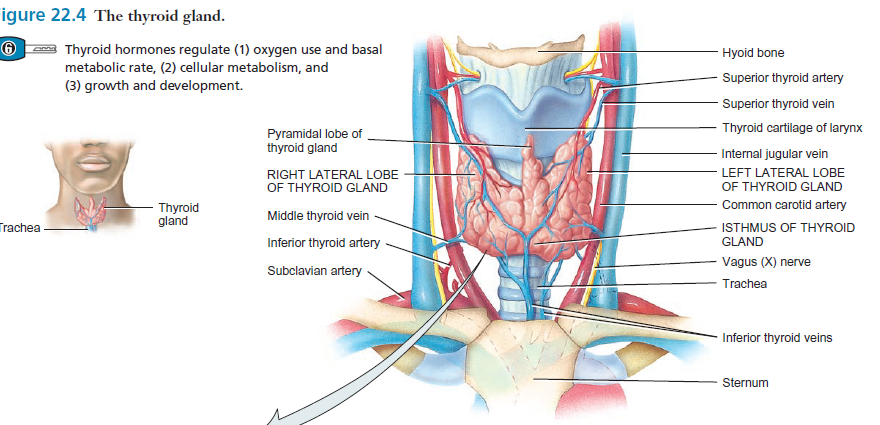 igure 22.4 The thyroid gland.
6 Thyroid hormones regulate (1) oxygen use and basal
metabolic rate, (2) cellular metabolism, and
(3) growth and development.
Thyroid
gland
Trachea
Pyramidal lobe of
thyroid gland
RIGHT LATERAL LOBE
OF THYROID GLAND
Middle thyroid vein
Inferior thyroid artery
Subclavian artery
Hyoid bone
Superior thyroid artery
Superior thyroid vein
Thyroid cartilage of larynx
Internal jugular vein
LEFT LATERAL LOBE
OF THYROID GLAND
Common carotid artery
ISTHMUS OF THYROID
GLAND
Vagus (X) nerve
Trachea
Inferior thyroid veins
Sternum